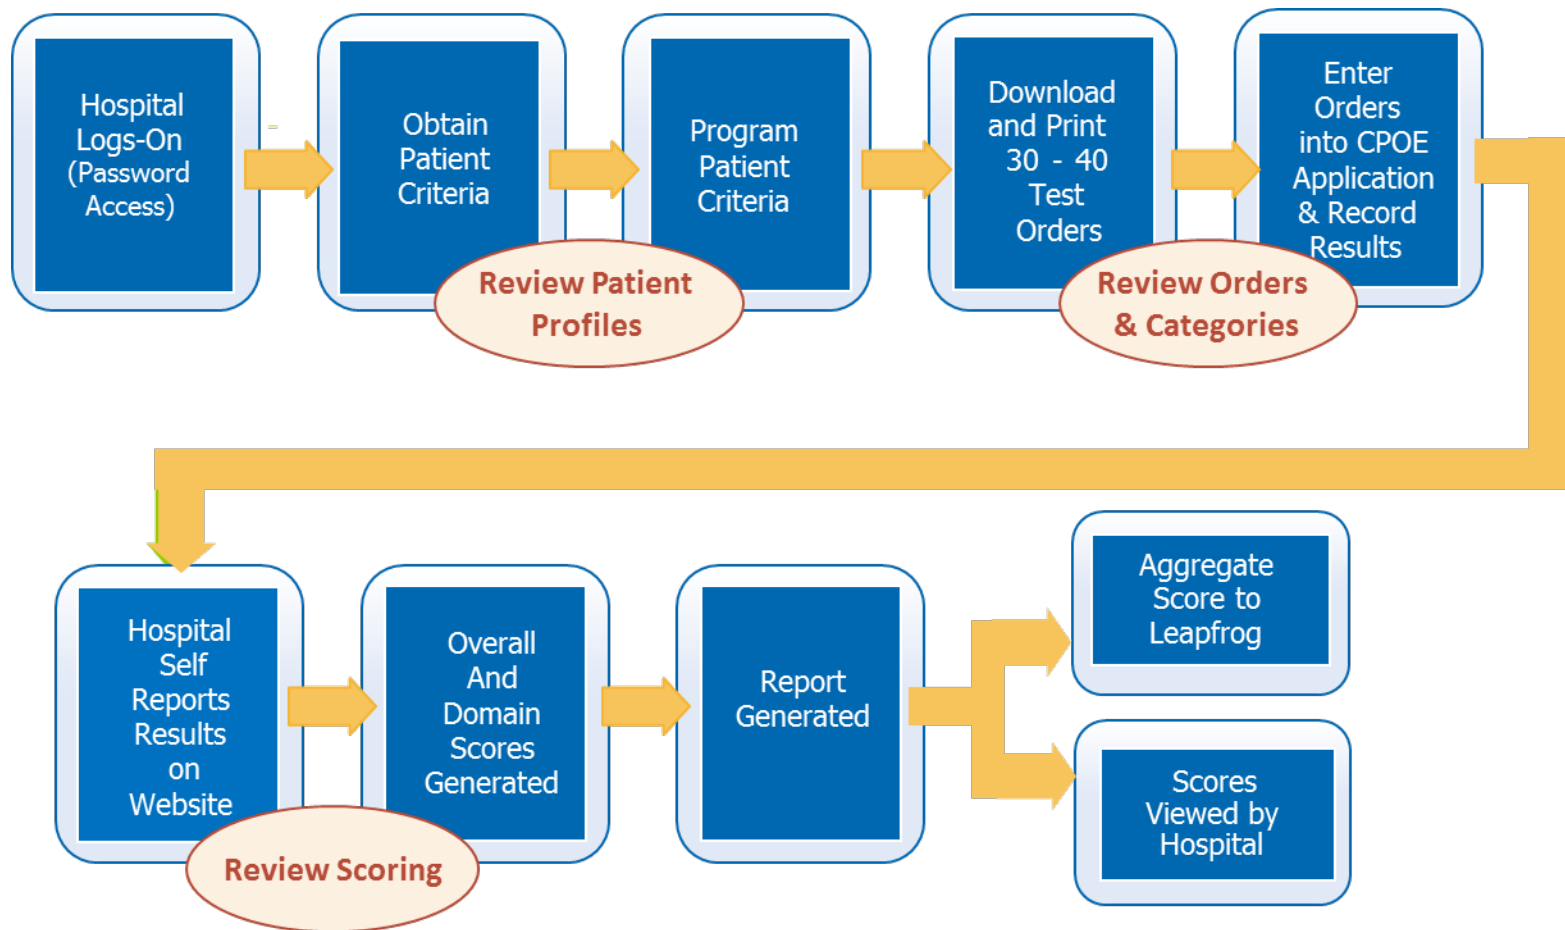 Hospital
Logs-On
(Password
Access)
Obtain
Patient
Criteria
Program
Patient
Criteria
Download
and Print
30 - 40
Test
Orders
Enter
Orders
into CPOE
Application
& Record
Results
Review Patient
Profiles
Review Orders
& Categories
Hospital
Self
Reports
Results
on
Website
Overall
And
Domain
Scores
Generated
Report
Generated
Aggregate
Score to
Leapfrog
Scores
Viewed by
Hospital
Review Scoring